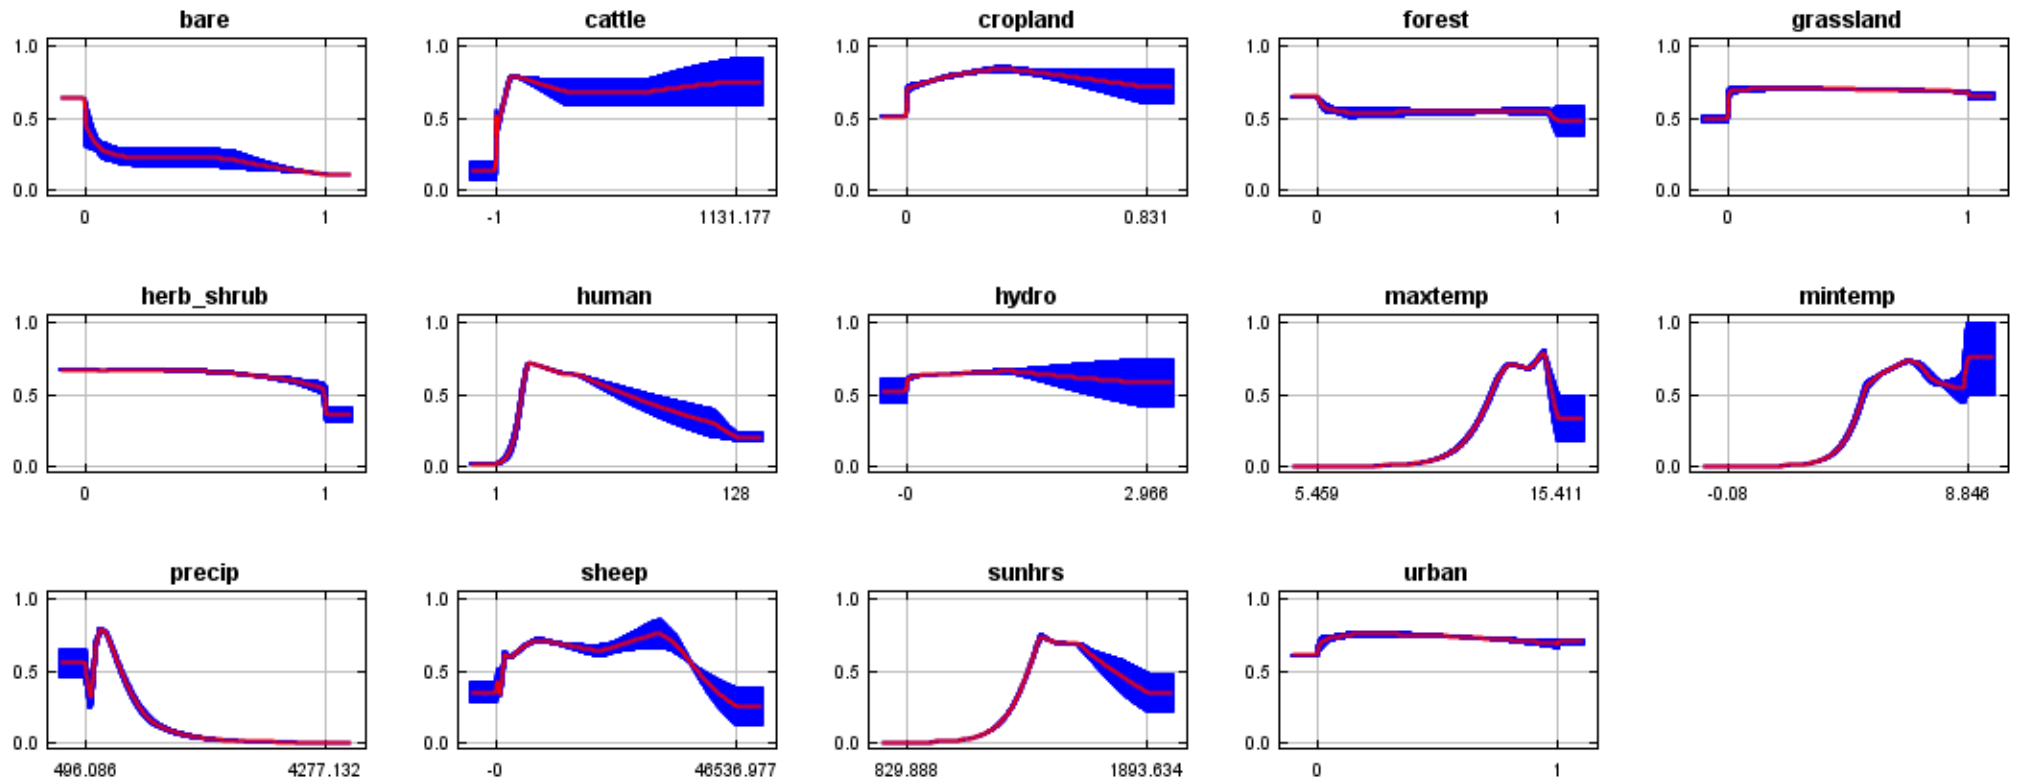 bare cattle cropland forest grassland
1.0 1.0 1.0 1.0 1.0
0.5 0.5 0.5 0.5 0.5
0.0 0.0 0.0 0.0 0.0
0 1 -1 1131.177 0 0.831 0 1 0 1
herb_shrub human hydro maxtemp mintemp
1.0 1.0 1.0 1.0 1.0
0.5 0.5 0.5 0.5 0.5
0.0 0.0 0.0 0.0 0.0
0 1 1 128 -0 2.966 5.459 15.411 -0.08 8.846
precip sheep sunhrs urban
1.0 1.0 1.0 1.0
0.5 0.5 0.5 0.5
0.0 0.0 0.0 0.0
496.086 4277.132 -0 46536.977 829.888 1893.634 0 1